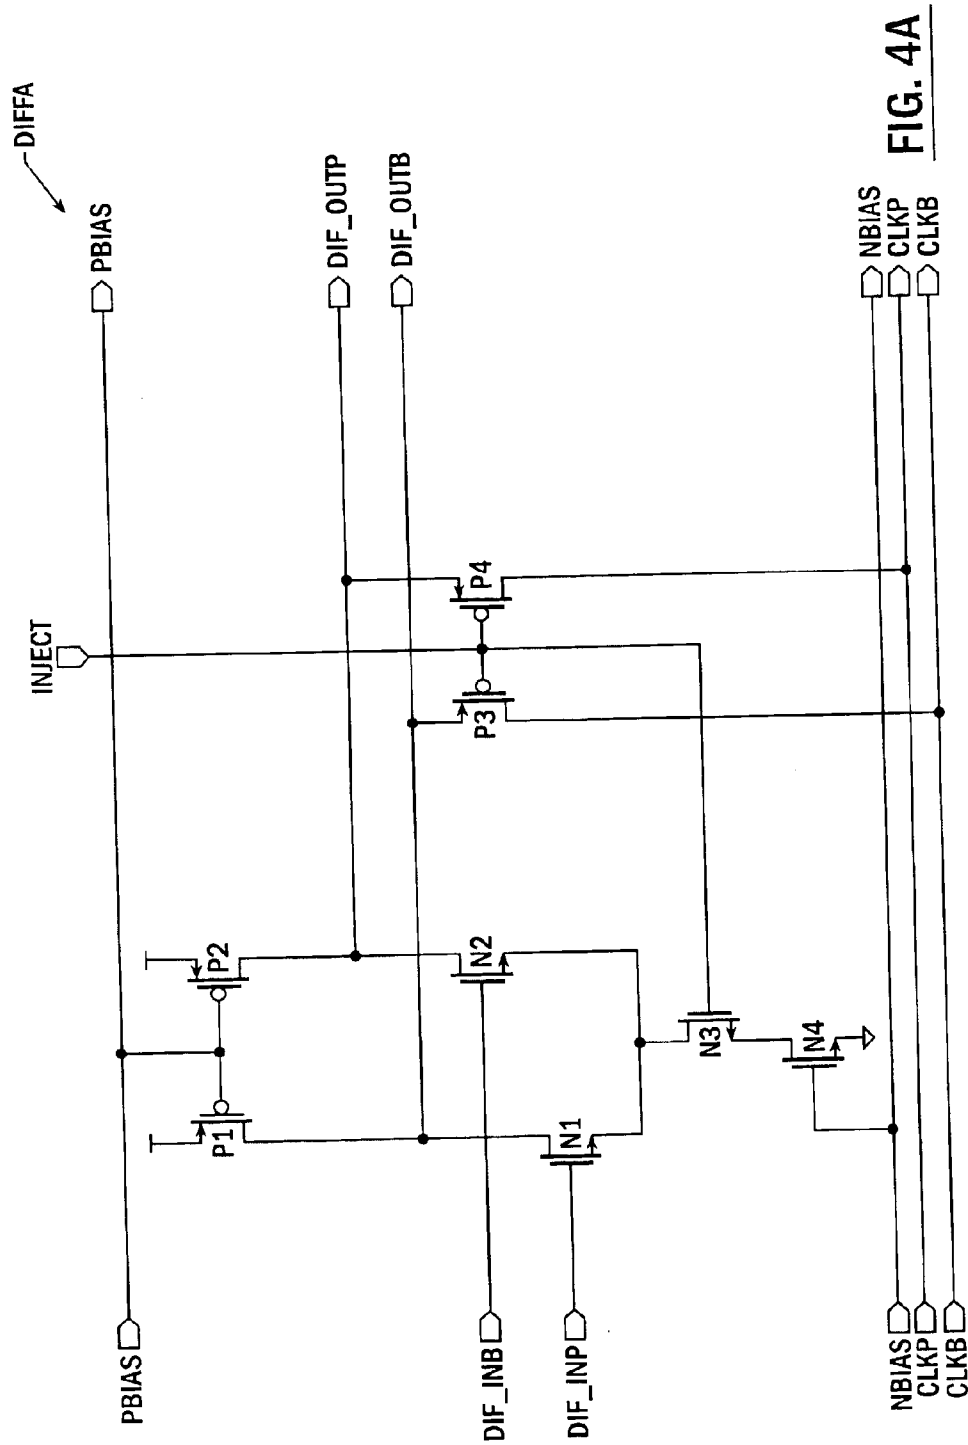 DIFFA
PBIAS
PBIAS
INJECT
DIF_OUTP
DIF_OUTB
P1
P2
P3
P4
DIF_INB
DIF_INP
N1
N2
N3
N4
NBIAS
CLKP
CLKB
NBIAS
CLKP
CLKB
FIG. 4A